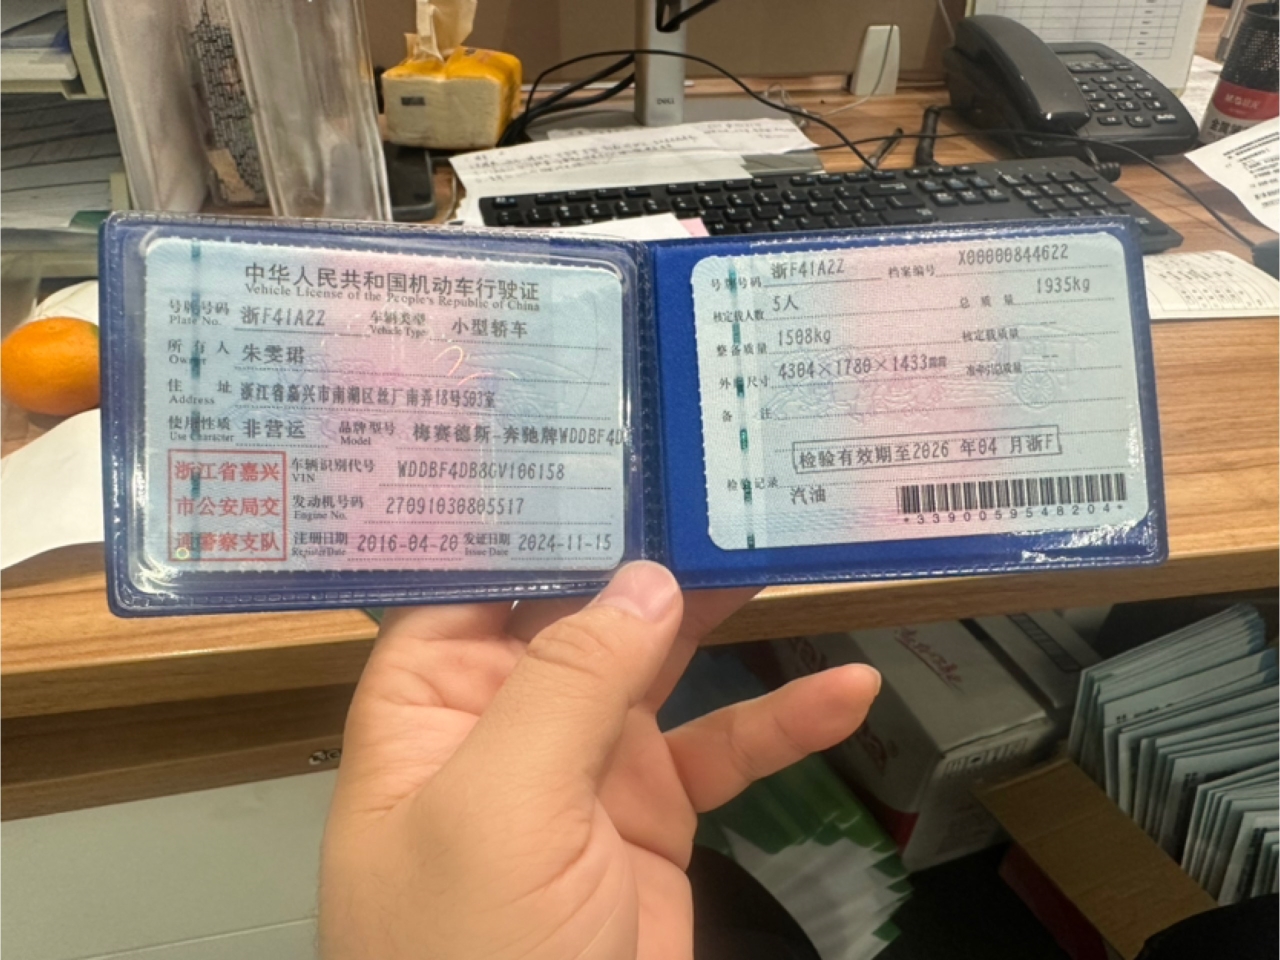 中华人民共和国机动车行驶证
Vehicle License of the People's Republic of China
号牌号码 浙F41A2Z 车辆类型 小型轿车
Plate No. Vehicle Type
所有人 朱雯珺
Owner
住址 浙江省嘉兴市南湖区丝厂南弄18号503室
Address
使用性质 非营运 品牌型号 梅赛德斯-奔驰牌WDDBF4D
Use Character Model
浙江省嘉兴
市公安局交
通警察支队
车辆识别代号 WDDBF4DB8GV106158
VIN
发动机号码 27091030805517
Engine No.
注册日期 2016-04-20 发证日期 2024-11-15
Register Date Issue Date
号牌号码 浙F41A2Z 档案编号 X00000844622
核定载人数 5人 总质量 1935kg
整备质量 1508kg 核定载质量 --
外廓尺寸 4304×1780×1433mm 准牵引总质量 --
备注
检验有效期至2026年04月浙F
检验记录
汽油
*3390059548204*
DELL